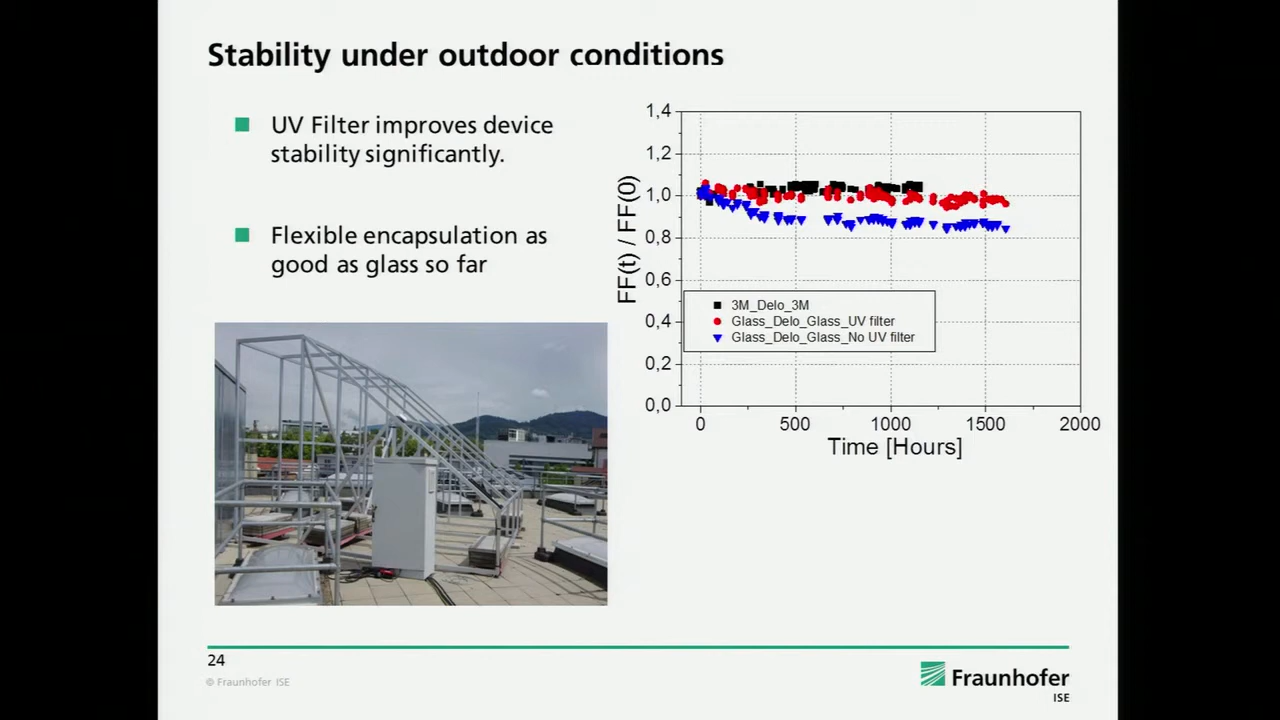 Stability under outdoor conditions
UV Filter improves device
stability significantly.
Flexible encapsulation as
good as glass so far
1,4
1,2
1,0
0,8
0,6
0,4
0,2
0,0
FF(t) / FF(0)
3M_Delo_3M
Glass_Delo_Glass_UV filter
Glass_Delo_Glass_No UV filter
0 500 1000 1500 2000
Time [Hours]
24
© Fraunhofer ISE
Fraunhofer
ISE